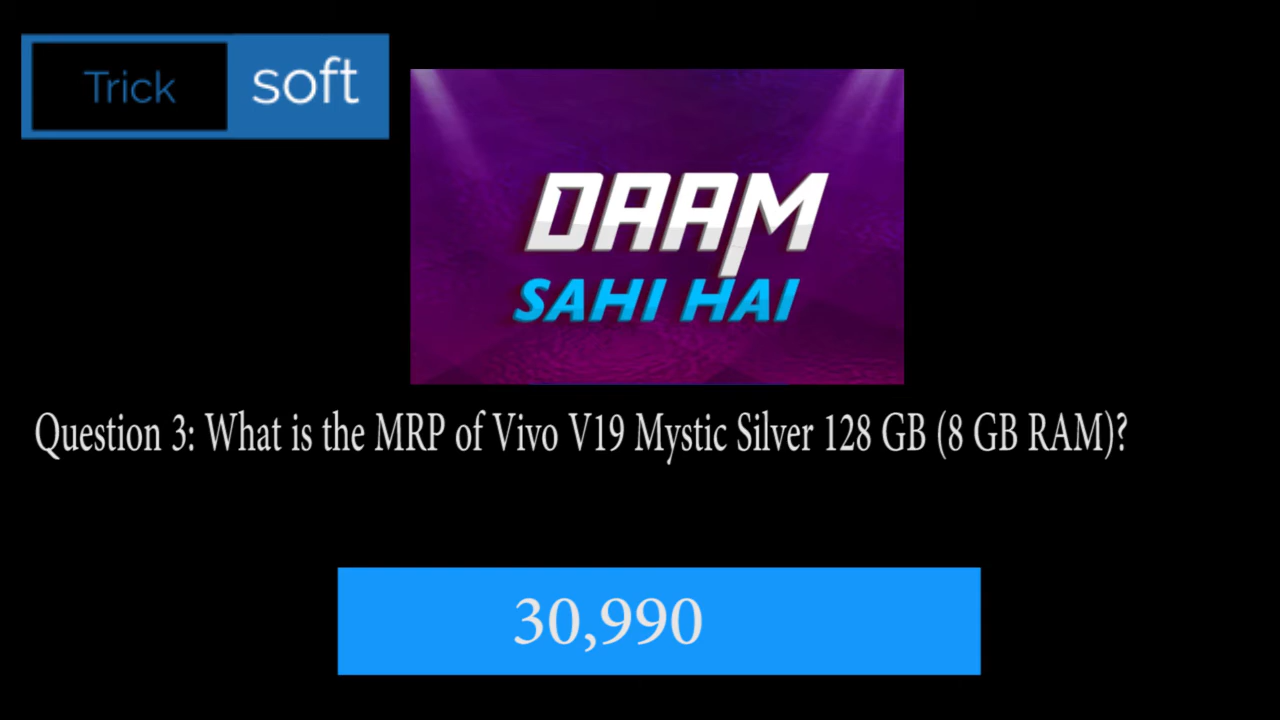 Trick soft
DAAM
SAHI HAI
Question 3: What is the MRP of Vivo V19 Mystic Silver 128 GB (8 GB RAM)?
30,990